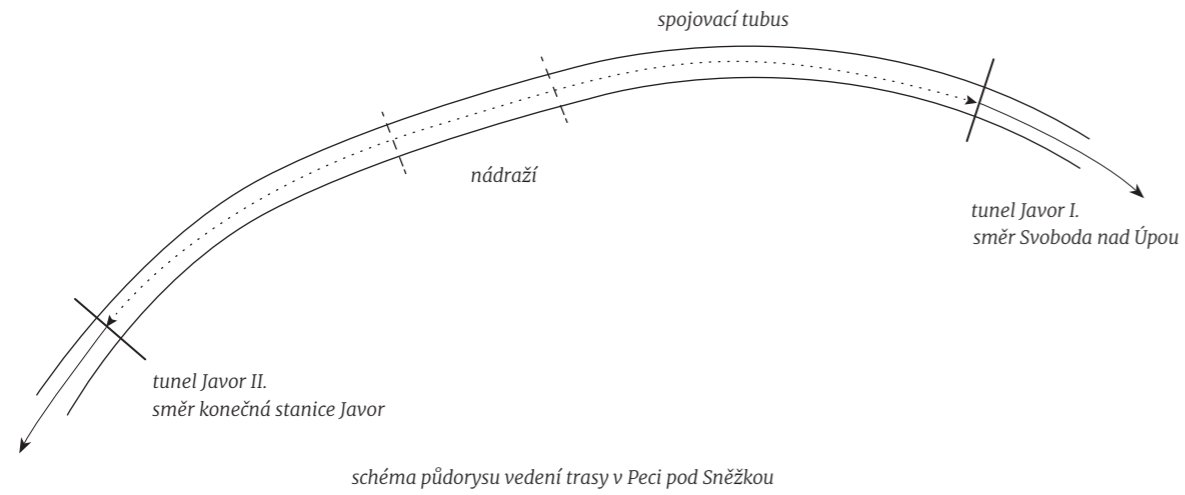 spojovací tubus
nádraží
tunel Javor I.
směr Svoboda nad Úpou
tunel Javor II.
směr konečná stanice Javor
schéma půdorysu vedení trasy v Peci pod Sněžkou